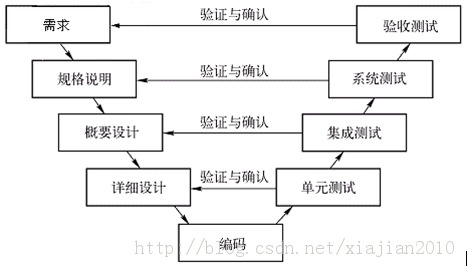 需求
验证与确认
验收测试
规格说明
验证与确认
系统测试
概要设计
验证与确认
集成测试
详细设计
验证与确认
单元测试
编码
http://blog.csdn.net/xiajian2010